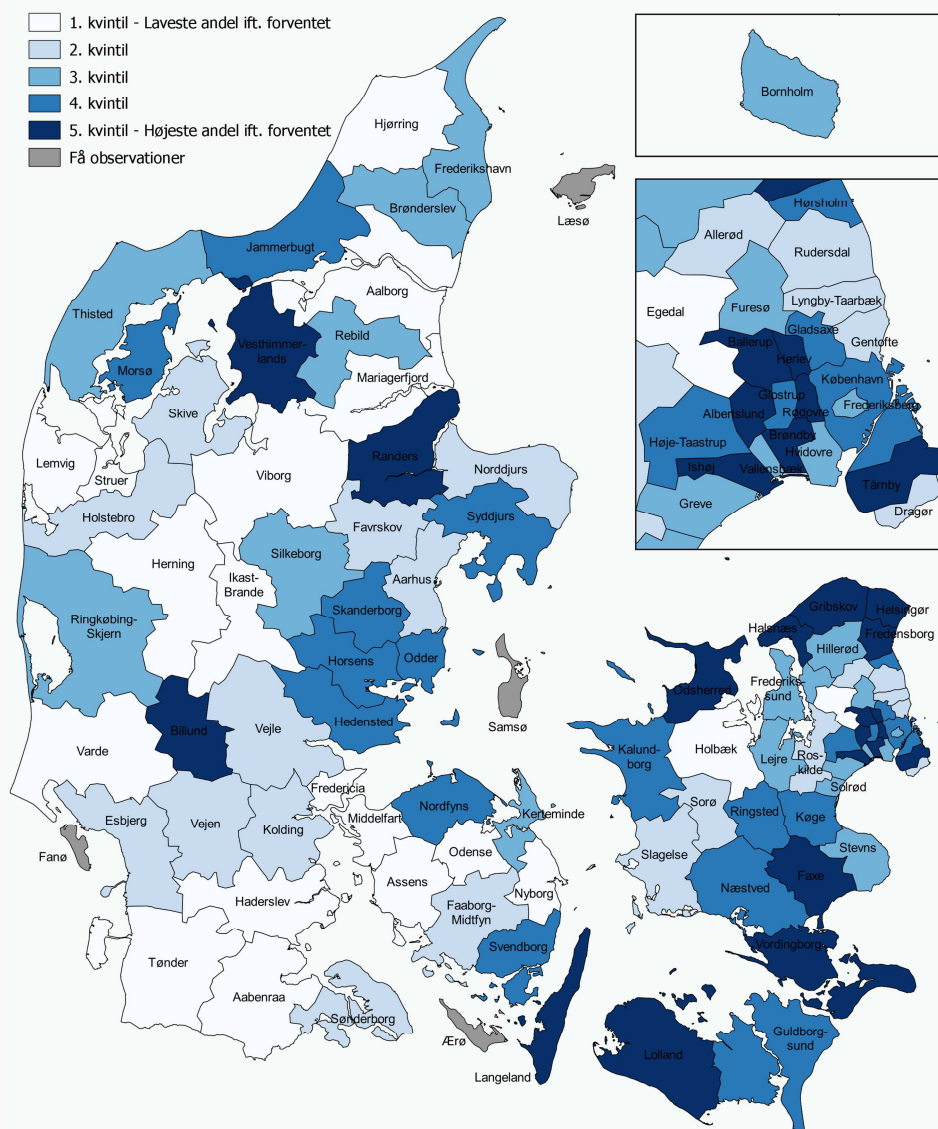 1. kvintil - Laveste andel ift. forventet
2. kvintil
3. kvintil
4. kvintil
5. kvintil - Højeste andel ift. forventet
Få observationer
Hjørring
Frederikshavn
Brønderslev
Læsø
Jammerbugt
Aalborg
Thisted
Vesthimmer-
lands
Rebild
Morsø
Mariagerfjord
Skive
Lemvig
Struer
Viborg
Randers
Norddjurs
Holstebro
Favrskov
Syddjurs
Herning
Ikast-
Brande
Silkeborg
Aarhus
Skanderborg
Ringkøbing-
Skjern
Horsens
Odder
Hedensted
Samsø
Billund
Vejle
Varde
Fredericia
Middelfart
Nordfyns
Kerteminde
Esbjerg
Vejen
Kolding
Fanø
Odense
Assens
Nyborg
Haderslev
Faaborg-
Midtfyn
Svendborg
Tønder
Aabenraa
Sønderborg
Ærø
Langeland
Bornholm
Hørsholm
Allerød
Rudersdal
Egedal
Furesø
Lyngby-Taarbæk
Gladsaxe
Gentofte
Ballerup
Herlev
København
Glostrup
Frederiksberg
Albertslund
Rødovre
Høje-Taastrup
Brøndby
Hvidovre
Ishøj
Vallensbæk
Tårnby
Greve
Dragør
Gribskov
Helsingør
Halsnæs
Fredensborg
Hillerød
Odsherred
Frederiks-
sund
Kalund-
borg
Holbæk
Lejre
Ros-
kilde
Solrød
Sorø
Ringsted
Køge
Stevns
Slagelse
Næstved
Faxe
Vordingborg
Lolland
Guldborg-
sund